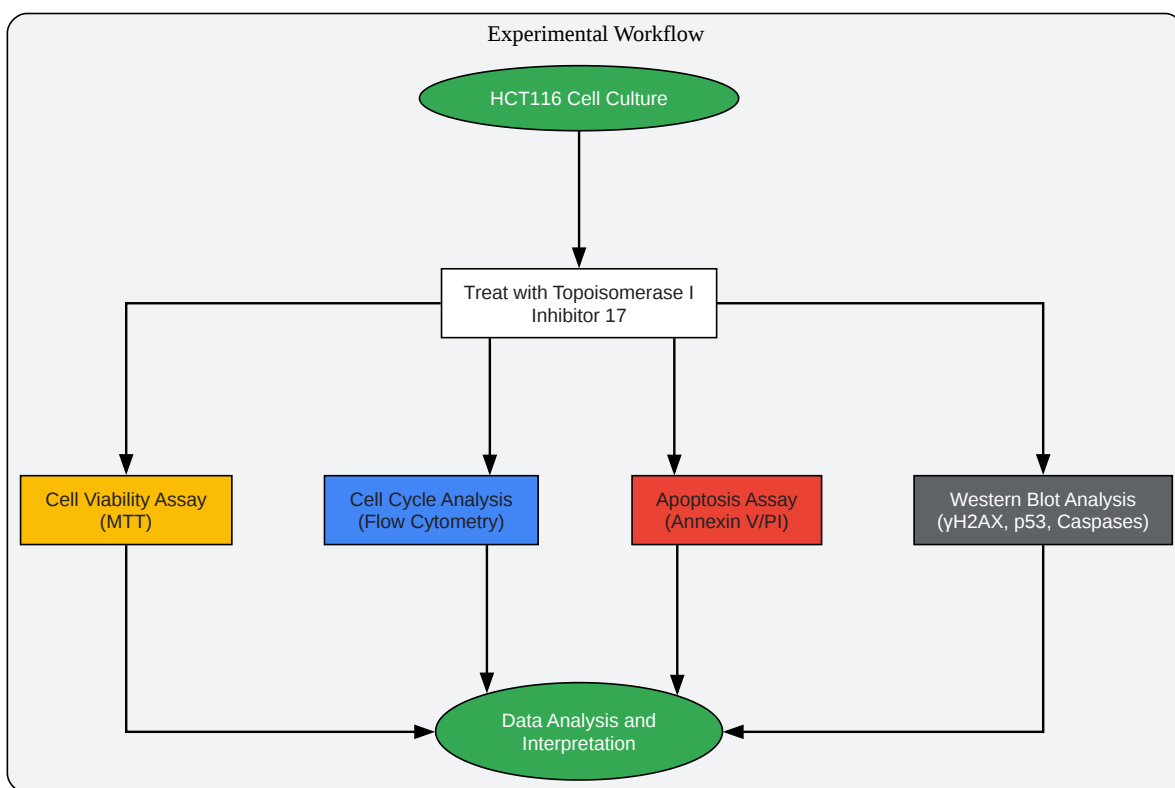 Experimental Workflow
HCT116 Cell Culture
Treat with Topoisomerase I
Inhibitor 17
Cell Viability Assay
(MTT)
Cell Cycle Analysis
(Flow Cytometry)
Apoptosis Assay
(Annexin V/PI)
Western Blot Analysis
(γH2AX, p53, Caspases)
Data Analysis and
Interpretation